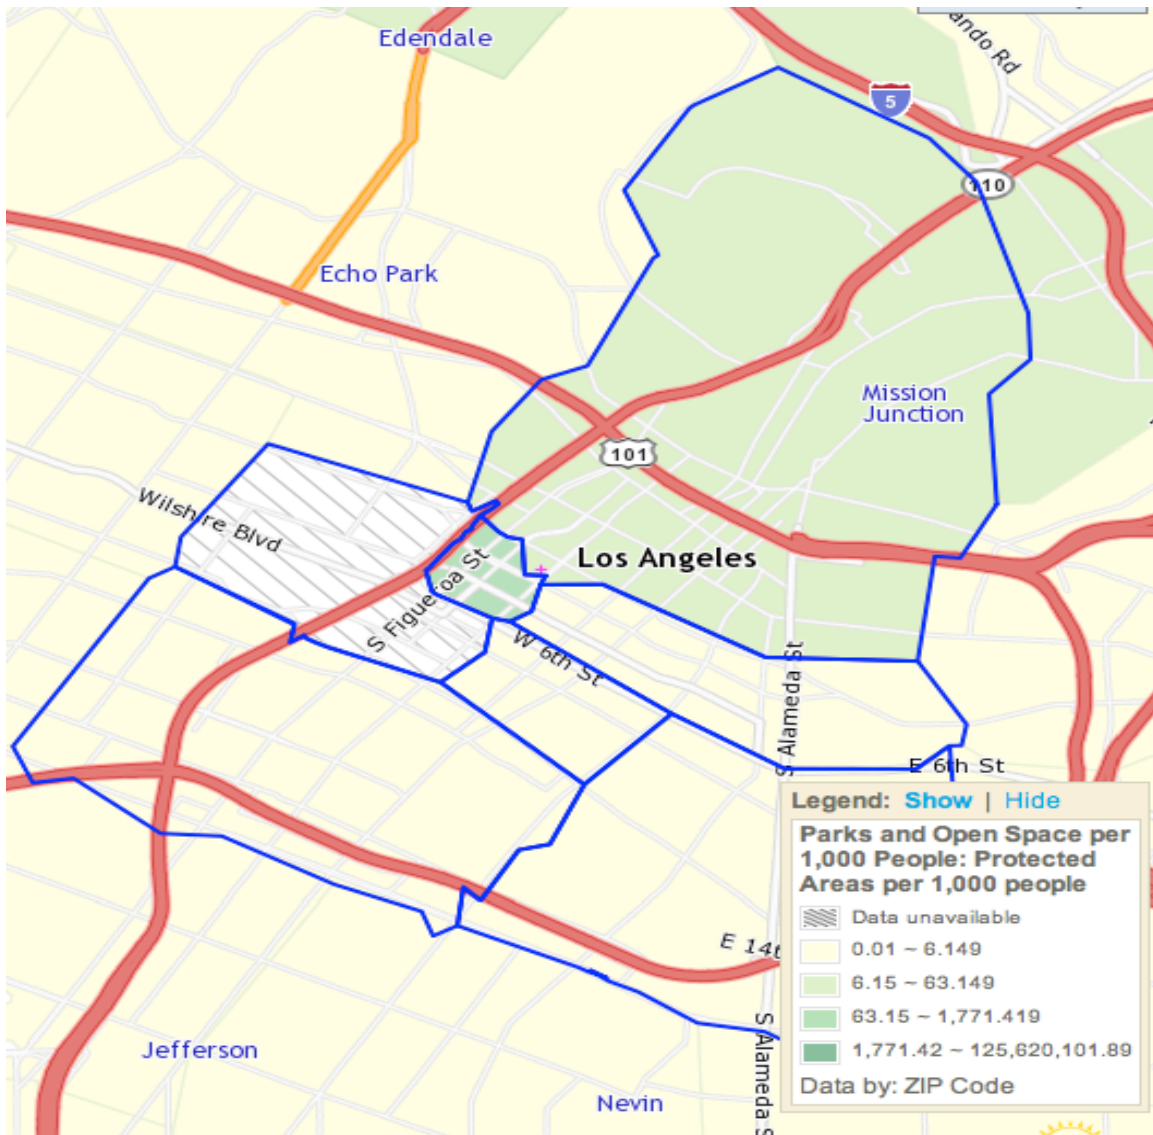 ando Rd
Edendale
5
110
Echo Park
Mission
Junction
101
Wilshire Blvd
Los Angeles
S Figueroa St
W 6th St
S Alameda St
E 6th St
Legend: Show | Hide
Parks and Open Space per
1,000 People: Protected
Areas per 1,000 people
Data unavailable
0.01 ~ 6.149
6.15 ~ 63.149
63.15 ~ 1,771.419
1,771.42 ~ 125,620,101.89
Data by: ZIP Code
E 14t
S Alameda S
Jefferson
Nevin